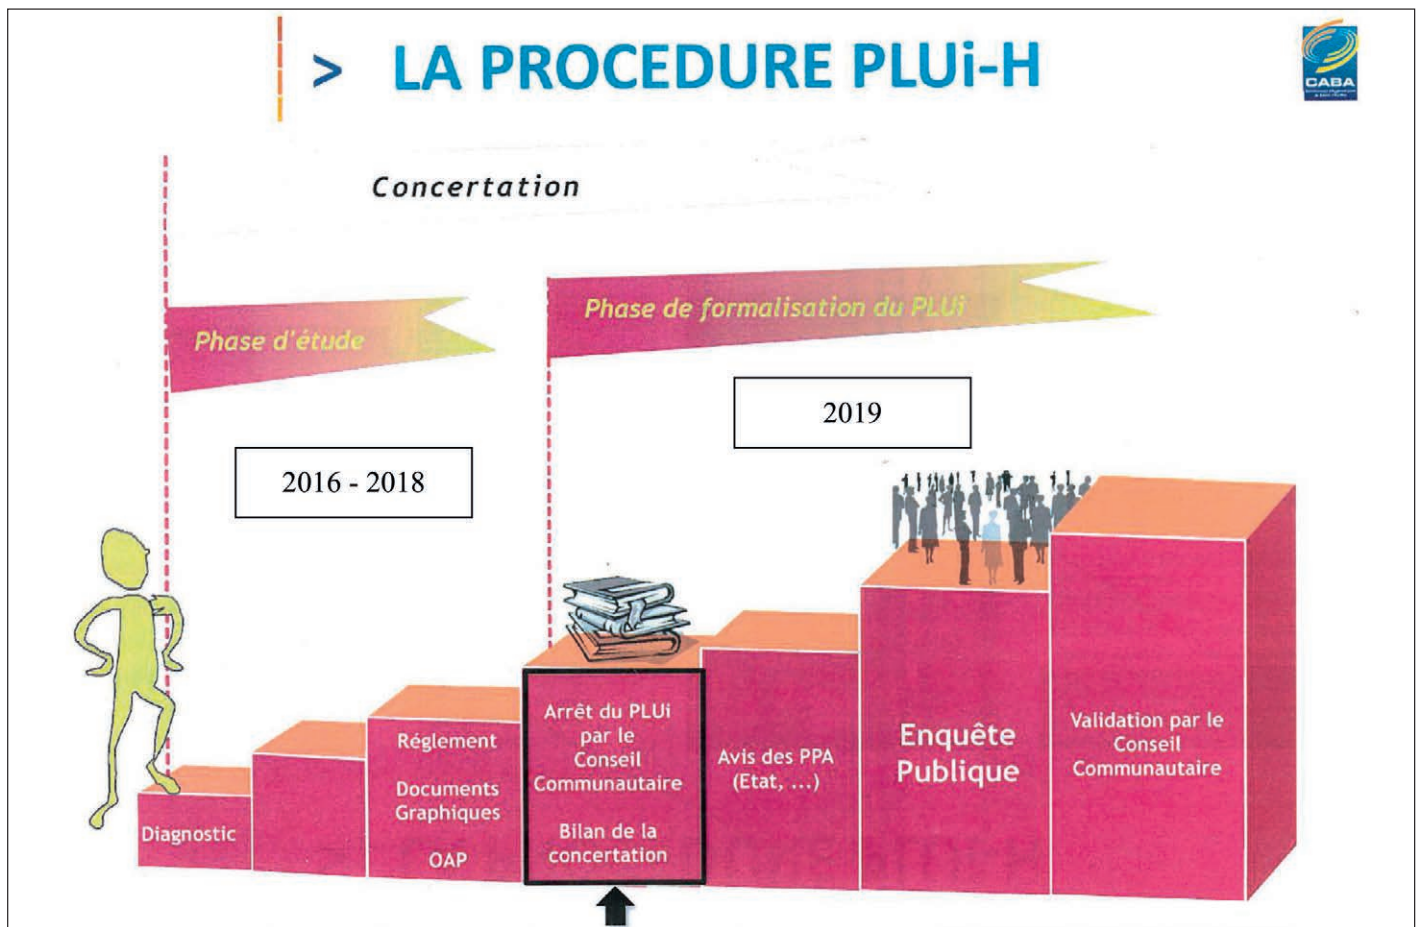 > LA PROCEDURE PLUi-H
CABA
Concertation
Phase d'étude
Phase de formalisation du PLUi
2019
2016 - 2018
Diagnostic
Réglement
Documents
Graphiques
OAP
Arrêt du PLUi
par le
Conseil
Communautaire
Bilan de la
concertation
Avis des PPA
(Etat, ...)
Enquête
Publique
Validation par le
Conseil
Communautaire